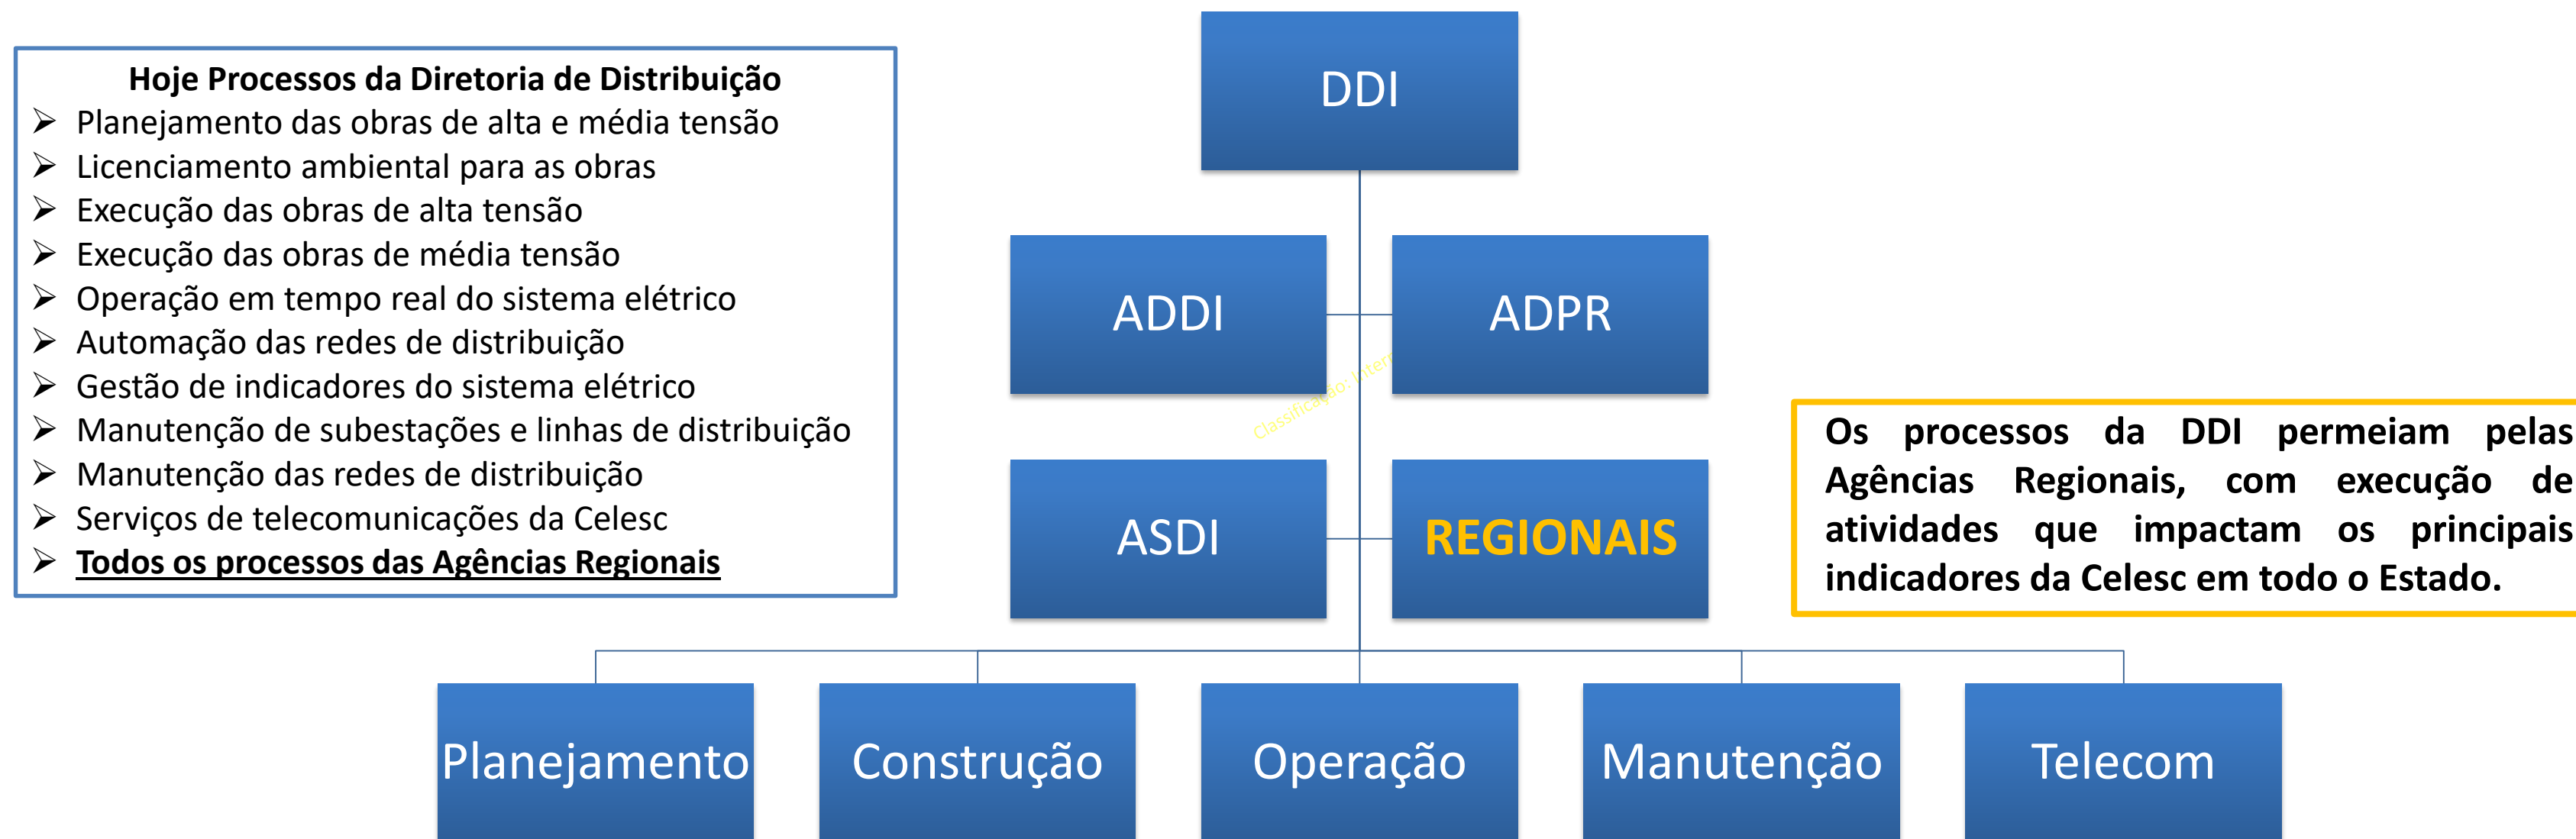 Hoje Processos da Diretoria de Distribuição
➢ Planejamento das obras de alta e média tensão
➢ Licenciamento ambiental para as obras
➢ Execução das obras de alta tensão
➢ Execução das obras de média tensão
➢ Operação em tempo real do sistema elétrico
➢ Automação das redes de distribuição
➢ Gestão de indicadores do sistema elétrico
➢ Manutenção de subestações e linhas de distribuição
➢ Manutenção das redes de distribuição
➢ Serviços de telecomunicações da Celesc
➢ Todos os processos das Agências Regionais
DDI
ADDI
ADPR
Classificação:
ASDI
REGIONAIS
Os processos da DDI permeiam pelas
Agências Regionais, com execução de
atividades que impactam os principais
indicadores da Celesc em todo o Estado.
Planejamento
Construção
Operação
Manutenção
Telecom